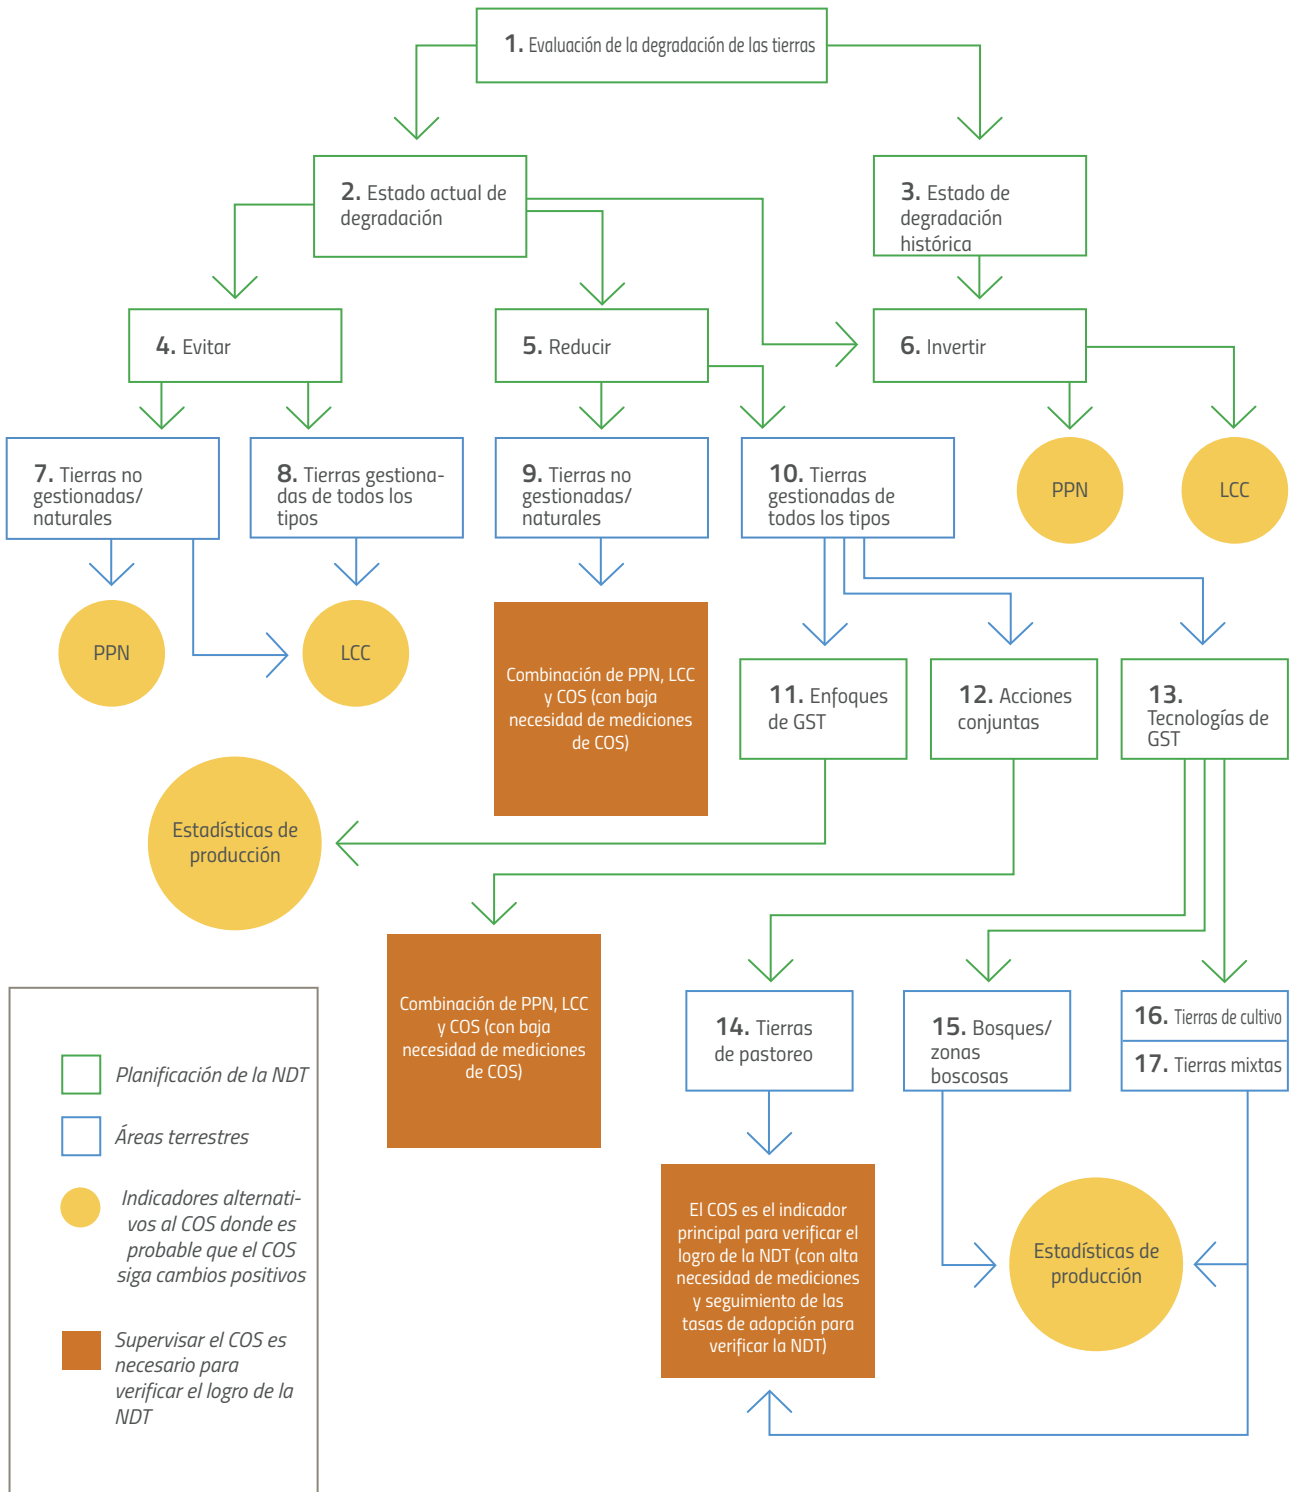 1. Evaluación de la degradación de las tierras
2. Estado actual de
degradación
3. Estado de
degradación
histórica
4. Evitar
5. Reducir
6. Invertir
7. Tierras no
gestionadas/
naturales
8. Tierras gestiona-
das de todos los
tipos
9. Tierras no
gestionadas/
naturales
10. Tierras
gestionadas de
todos los tipos
PPN
LCC
PPN
LCC
Combinación de PPN, LCC
y COS (con baja
necesidad de mediciones
de COS)
11. Enfoques
de GST
12. Acciones
conjuntas
13.
Tecnologías de
GST
Estadísticas de
producción
Combinación de PPN, LCC
y COS (con baja
necesidad de mediciones
de COS)
14. Tierras
de pastoreo
15. Bosques/
zonas
boscosas
16. Tierras de cultivo
17. Tierras mixtas
El COS es el indicador
principal para verificar el
logro de la NDT (con alta
necesidad de mediciones
y seguimiento de las
tasas de adopción para
verificar la NDT)
Estadísticas de
producción
Planificación de la NDT
Áreas terrestres
Indicadores alternati-
vos al COS donde es
probable que el COS
siga cambios positivos
Supervisar el COS es
necesario para
verificar el logro de la
NDT